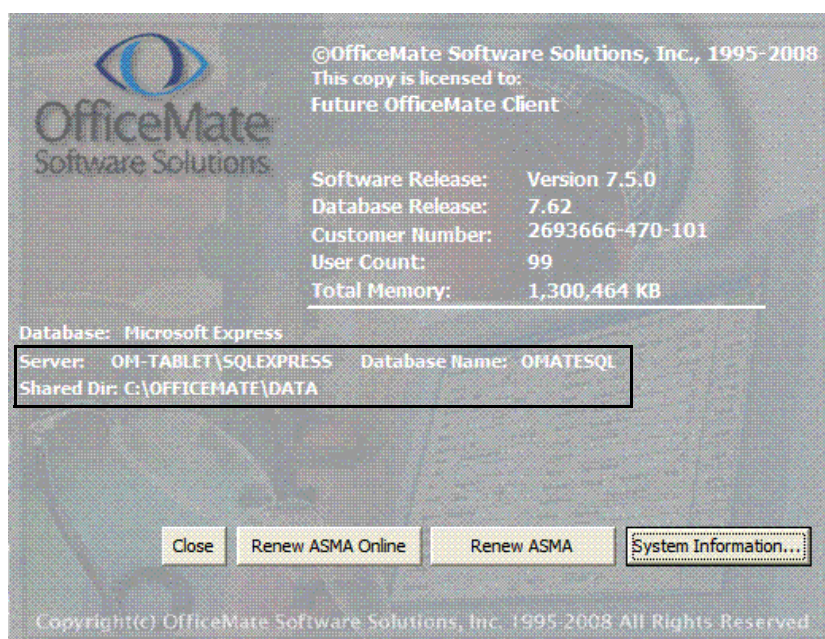 OfficeMate
Software Solutions
©OfficeMate Software Solutions, Inc., 1995-2008
This copy is licensed to:
Future OfficeMate Client
Software Release: Version 7.5.0
Database Release: 7.62
Customer Number: 2693666-470-101
User Count: 99
Total Memory: 1,300,464 KB
Database: Microsoft Express
Server: OM-TABLET\SQLEXPRESS Database Name: OMATESQL
Shared Dir: C:\OFFICEMATE\DATA
Close Renew ASMA Online Renew ASMA System Information...
Copyright(c) OfficeMate Software Solutions, Inc. 1995-2008 All Rights Reserved